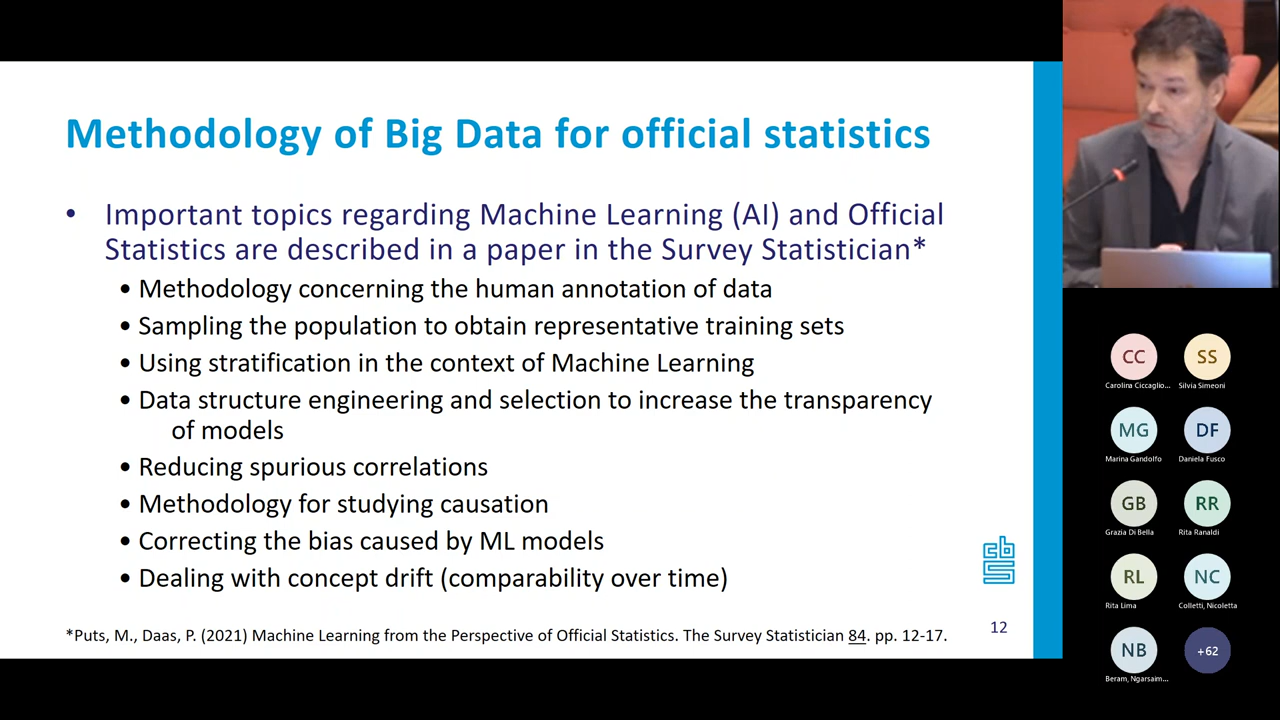 Methodology of Big Data for official statistics
• Important topics regarding Machine Learning (AI) and Official
Statistics are described in a paper in the Survey Statistician*
• Methodology concerning the human annotation of data
• Sampling the population to obtain representative training sets
• Using stratification in the context of Machine Learning
• Data structure engineering and selection to increase the transparency
of models
• Reducing spurious correlations
• Methodology for studying causation
• Correcting the bias caused by ML models
• Dealing with concept drift (comparability over time)
cbs
*Puts, M., Daas, P. (2021) Machine Learning from the Perspective of Official Statistics. The Survey Statistician 84. pp. 12-17.
12
CC
SS
Carolina Ciccaglio...
Silvia Simeoni
MG
DF
Marina Gandolfo
Daniela Fusco
GB
RR
Grazia Di Bella
Rita Ranaldi
RL
NC
Rita Lima
Colletti, Nicoletta
NB
+62
Beram, Ngarsaim...